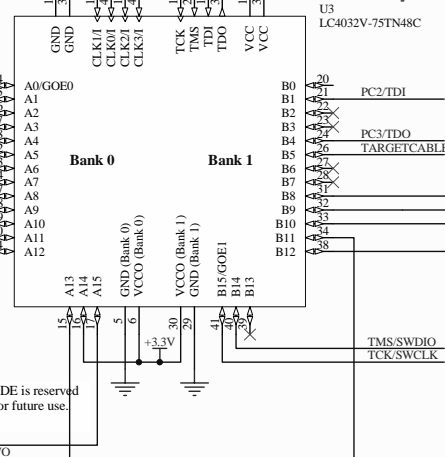 U3
LC4032V-75TN48C
GND
GND
CLK1/I
CLK0/I
CLK2/I
CLK3/I
TCK
TMS
TDI
TDO
VCC
VCC
A0/GOE0
A1
A2
A3
A4
A5
A6
A7
A8
A9
A10
A11
A12
Bank 0
Bank 1
B0
B1
B2
B3
B4
B5
B6
B7
B8
B9
B10
B11
B12
20
21
22
23
24
26
27
28
31
32
33
34
38
PC2/TDI
PC3/TDO
TARGETCABLE
A13
A14
A15
GND (Bank 0)
VCCO (Bank 0)
VCCO (Bank 1)
GND (Bank 1)
B15/GOE1
B14
B13
15
16
17
5
6
30
29
41
40
39
+3.3V
TMS/SWDIO
TCK/SWCLK
DE is reserved
or future use.
/O